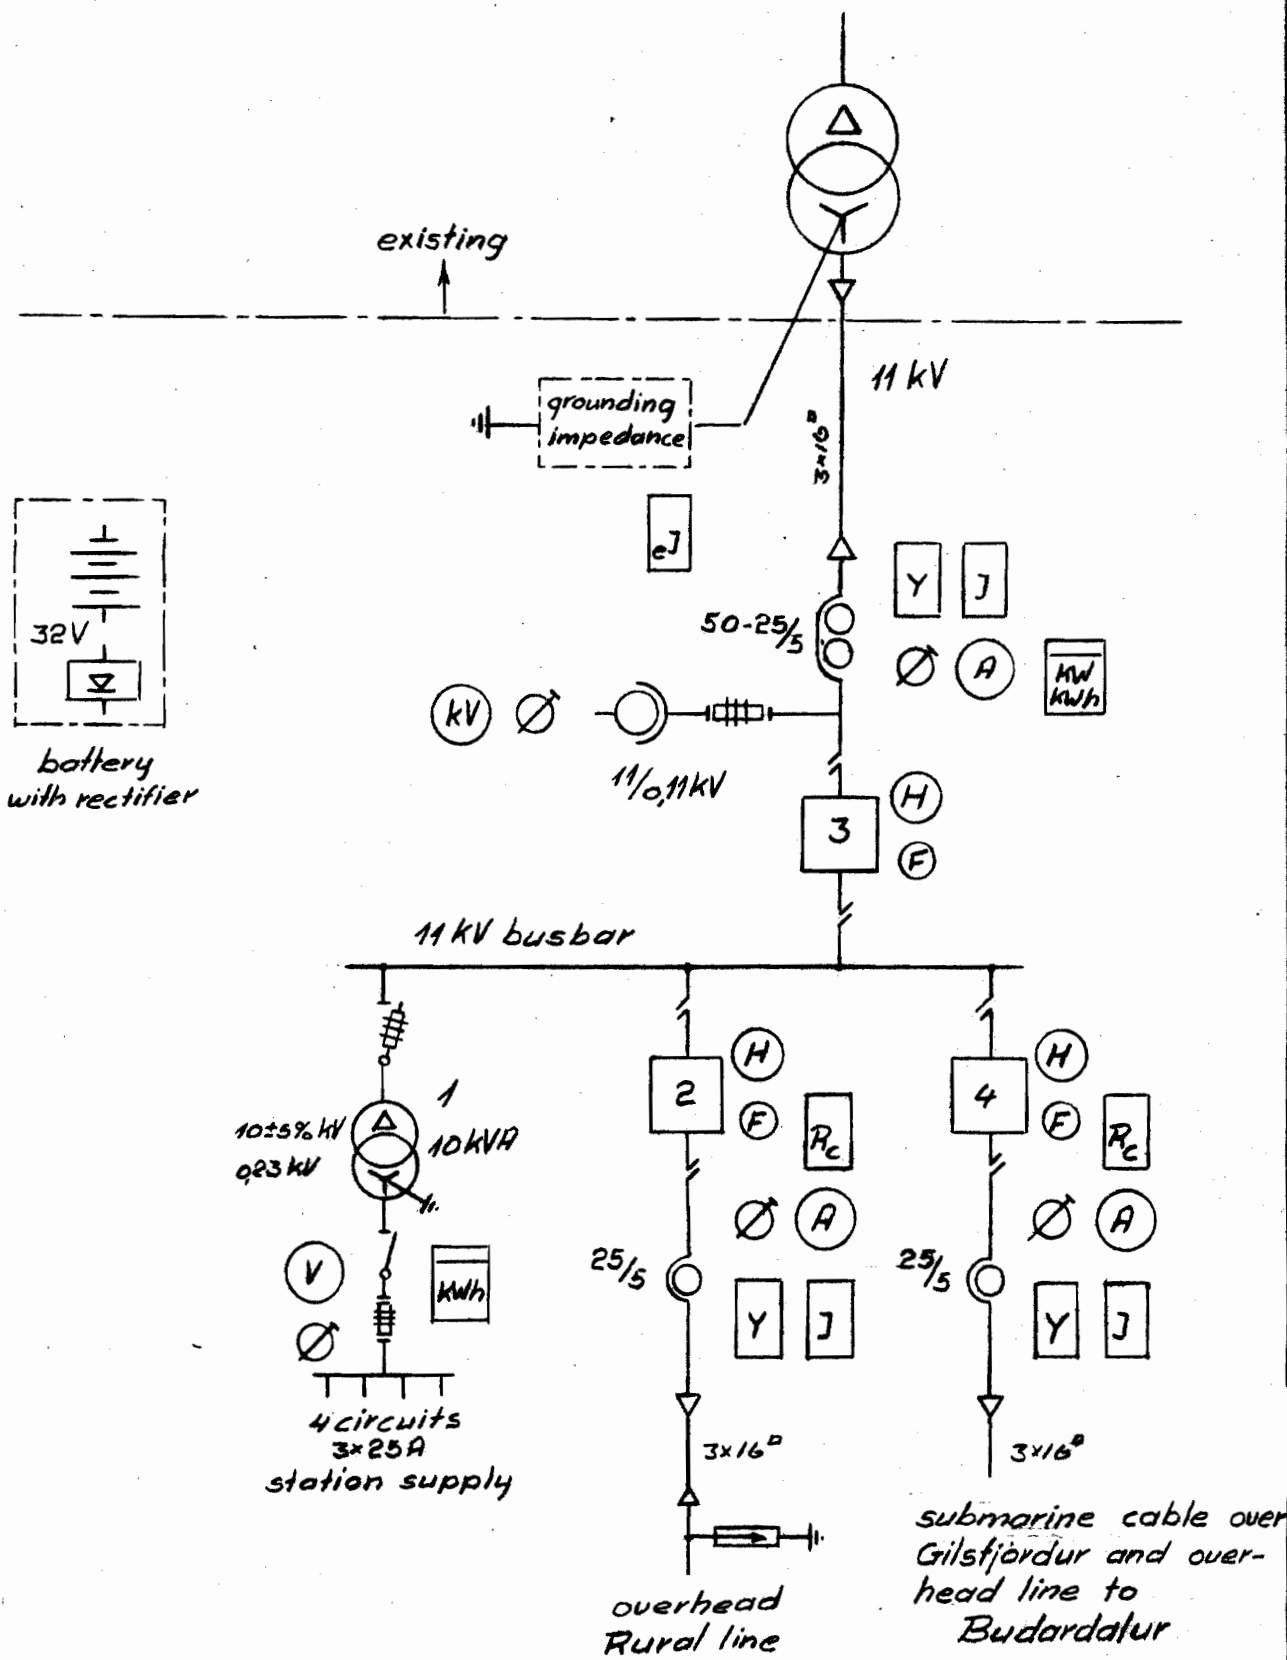 existing
11 kV
grounding
impedance
3×16▫
eJ
Y J
32V
50-25/5
A
kW
kWh
kV
battery
with rectifier
11/0,11kV
H
3
F
11 kV busbar
H
2
F
Rc
H
4
F
Rc
1
10±5% kV
10 kVA
0,23 kV
A
A
V
kWh
25/5
25/5
Y J
Y J
4 circuits
3×25A
station supply
3×16▫
3×16▫
submarine cable over
Gilsfjördur and over-
head line to
Budardalur
overhead
Rural line